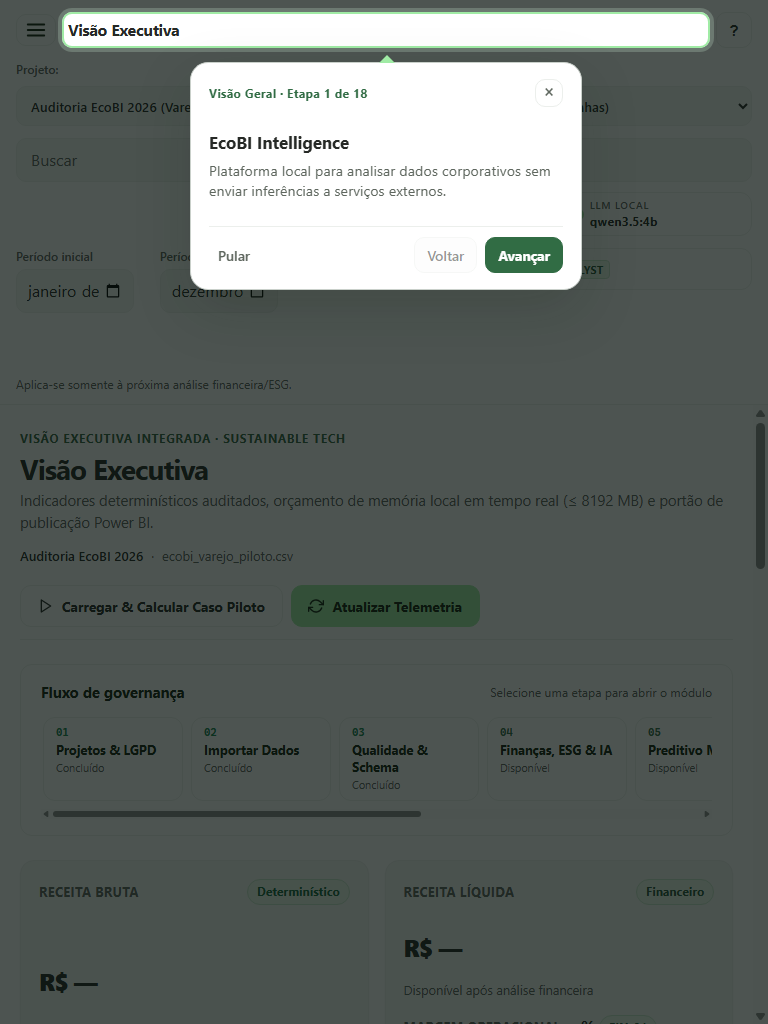 Visão Executiva
?
Projeto:
Auditoria EcoBI 2026 (Vare
nhas)
Buscar
Visão Geral · Etapa 1 de 18
×
EcoBI Intelligence
Plataforma local para analisar dados corporativos sem
enviar inferências a serviços externos.
Pular
Voltar
Avançar
LLM LOCAL
qwen3.5:4b
Período inicial
Perío
YST
janeiro de
dezembro
Aplica-se somente à próxima análise financeira/ESG.
VISÃO EXECUTIVA INTEGRADA · SUSTAINABLE TECH
Visão Executiva
Indicadores determinísticos auditados, orçamento de memória local em tempo real (≤ 8192 MB) e portão de
publicação Power BI.
Auditoria EcoBI 2026 · ecobi_varejo_piloto.csv
Carregar & Calcular Caso Piloto
Atualizar Telemetria
Fluxo de governança
Selecione uma etapa para abrir o módulo
01
Projetos & LGPD
Concluído
02
Importar Dados
Concluído
03
Qualidade &
Schema
Concluído
04
Finanças, ESG & IA
Disponível
05
Preditivo
Disponível
RECEITA BRUTA
Determinístico
R$ —
RECEITA LÍQUIDA
Financeiro
R$ —
Disponível após análise financeira